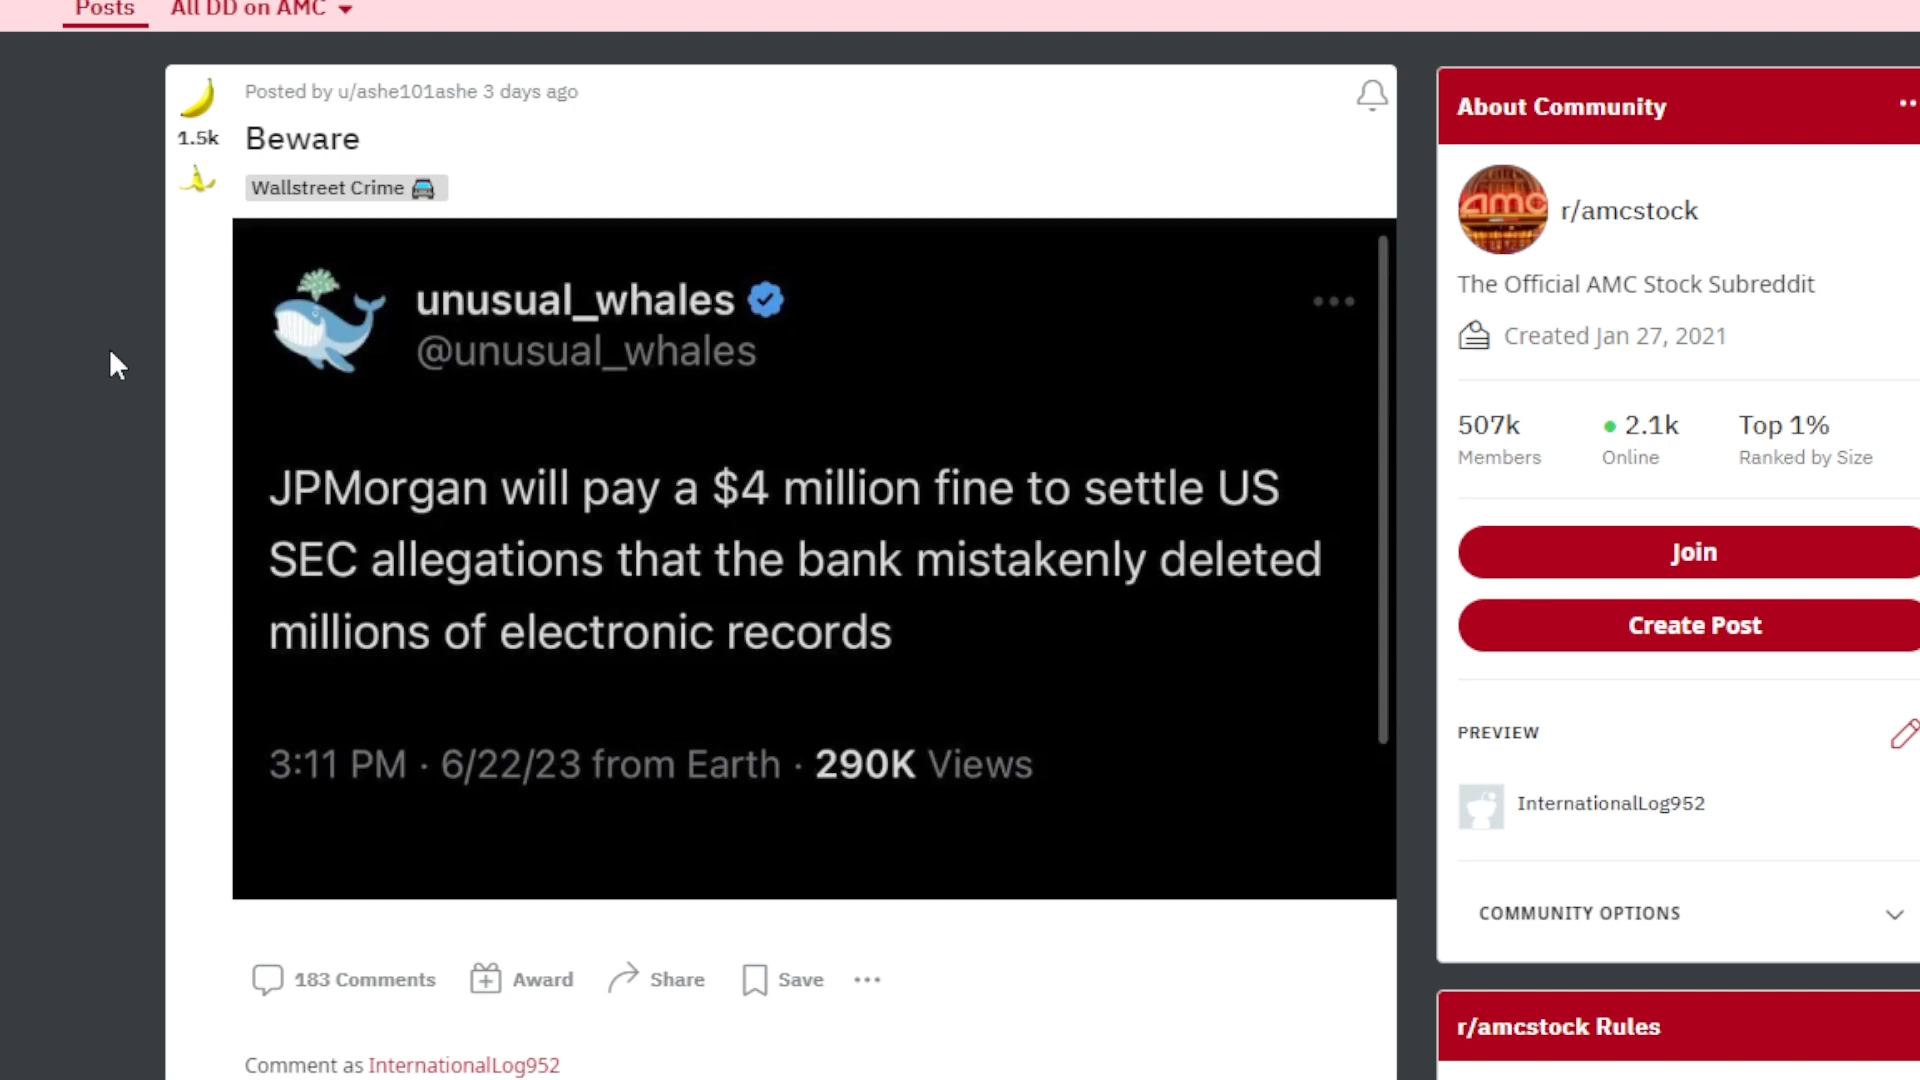 Posts All DD on AMC
Posted by u/ashe101ashe 3 days ago
1.5k
Beware
Wallstreet Crime
unusual_whales
@unusual_whales
JPMorgan will pay a $4 million fine to settle US
SEC allegations that the bank mistakenly deleted
millions of electronic records
3:11 PM · 6/22/23 from Earth · 290K Views
183 Comments Award Share Save
Comment as InternationalLog952
About Community
amc
r/amcstock
The Official AMC Stock Subreddit
Created Jan 27, 2021
507k 2.1k Top 1%
Members Online Ranked by Size
Join
Create Post
PREVIEW
InternationalLog952
COMMUNITY OPTIONS
r/amcstock Rules